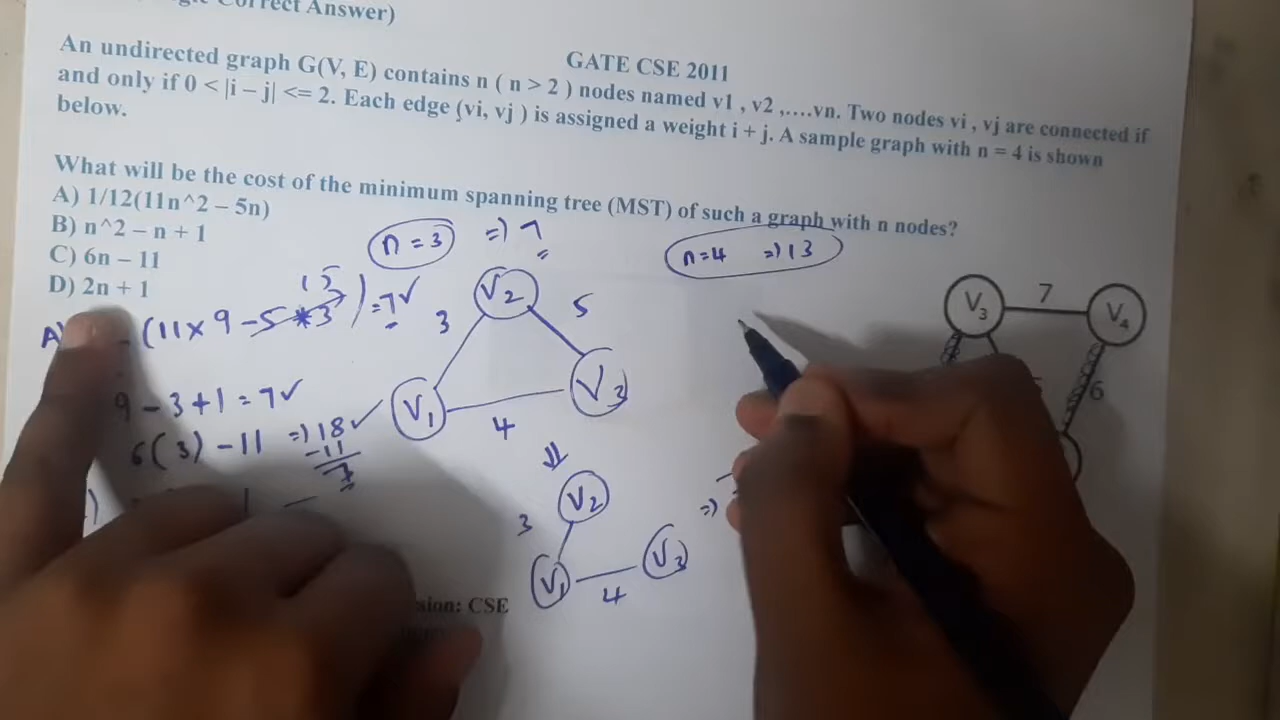 Correct Answer)
GATE CSE 2011
An undirected graph G(V, E) contains n ( n > 2 ) nodes named v1 , v2 ,....vn. Two nodes vi , vj are connected if
and only if 0 < |i – j| <= 2. Each edge (vi, vj ) is assigned a weight i + j. A sample graph with n = 4 is shown
below.
What will be the cost of the minimum spanning tree (MST) of such a graph with n nodes?
A) 1/12(11n^2 – 5n)
B) n^2 – n + 1
C) 6n – 11
D) 2n + 1
n = 3 => 7
n=4 => 13
15
(11 x 9 - 5 * 3) = 7 ✓
9 - 3 + 1 = 7 ✓
6(3) - 11 => 18 ✓
-11
7
V2
3
5
V1
4
V3
V2
3
V1
4
V3
=>
V3
7
V4
6
CSE